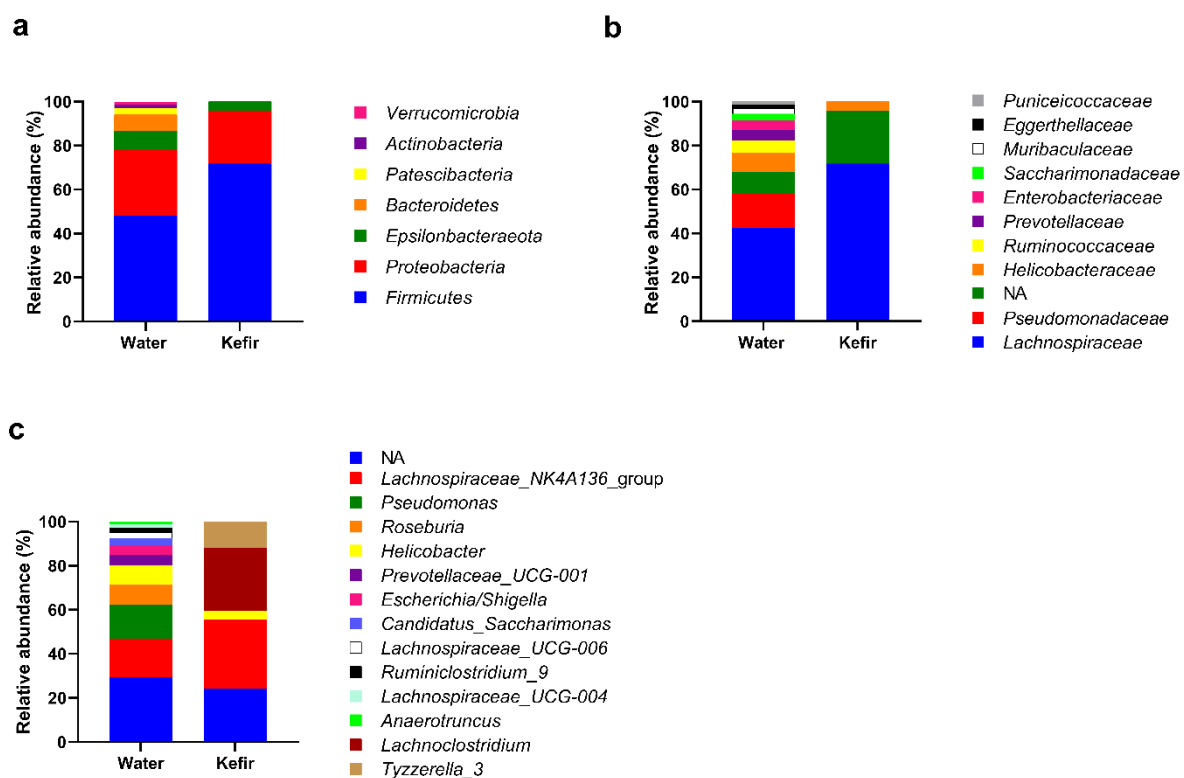 a
Relative abundance (%)
100
80
60
40
20
0
Water
Kefir
Verrucomicrobia
Actinobacteria
Patescibacteria
Bacteroidetes
Epsilonbacteraeota
Proteobacteria
Firmicutes
b
Relative abundance (%)
100
80
60
40
20
0
Water
Kefir
Puniceicoccaceae
Eggerthellaceae
Muribaculaceae
Saccharimonadaceae
Enterobacteriaceae
Prevotellaceae
Ruminococcaceae
Helicobacteraceae
NA
Pseudomonadaceae
Lachnospiraceae
c
Relative abundance (%)
100
80
60
40
20
0
Water
Kefir
NA
Lachnospiraceae_NK4A136_group
Pseudomonas
Roseburia
Helicobacter
Prevotellaceae_UCG-001
Escherichia/Shigella
Candidatus_Saccharimonas
Lachnospiraceae_UCG-006
Ruminiclostridium_9
Lachnospiraceae_UCG-004
Anaerotruncus
Lachnoclostridium
Tyzzerella_3